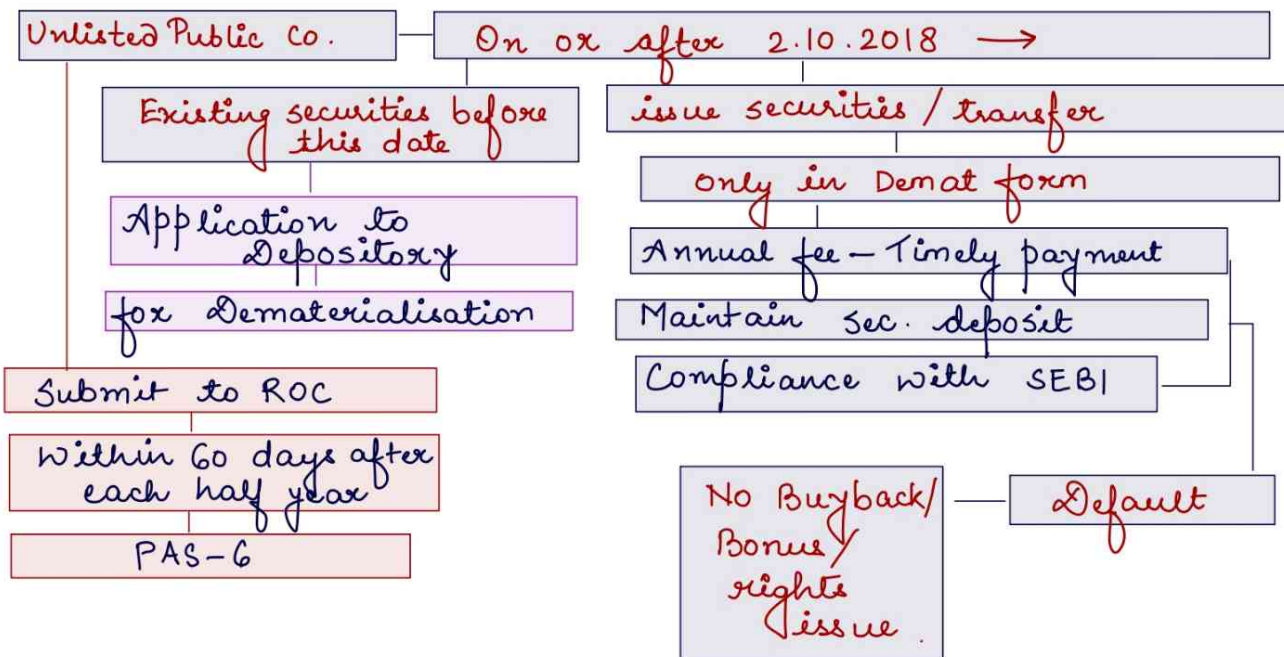 Unlisted Public Co.
On or after 2.10.2018 →
Existing securities before
this date
Application to
Depository
for Dematerialisation
issue securities / transfer
only in Demat form
Annual fee – Timely payment
Maintain sec. deposit
Compliance with SEBI
Default
No Buyback/
Bonus/
rights
issue.
Submit to ROC
Within 60 days after
each half year
PAS-6